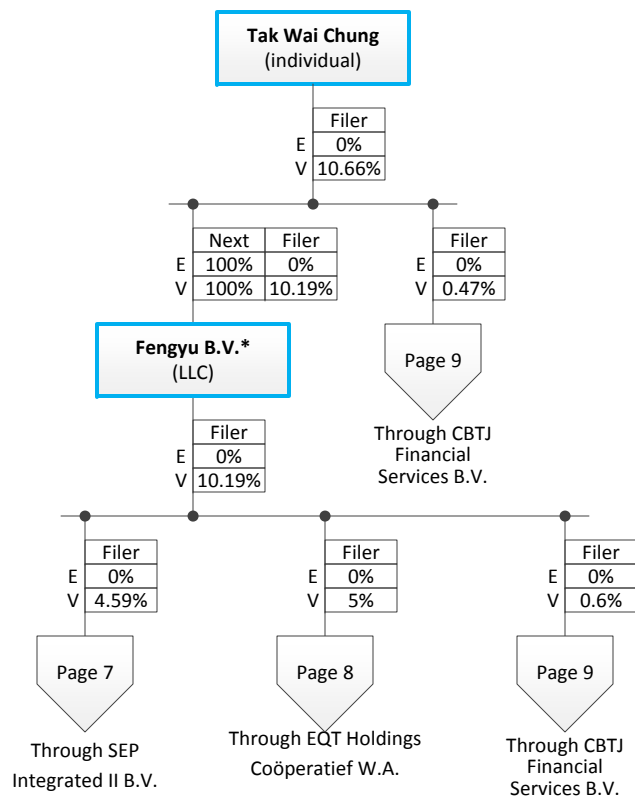 Tak Wai Chung
(individual)
Filer
E 0%
V 10.66%
Next Filer
E 100% 0%
V 100% 10.19%
Filer
E 0%
V 0.47%
Fengyu B.V.*
(LLC)
Page 9
Through CBTJ
Financial
Services B.V.
Filer
E 0%
V 10.19%
Filer
E 0%
V 4.59%
Filer
E 0%
V 5%
Filer
E 0%
V 0.6%
Page 7
Through SEP
Integrated II B.V.
Page 8
Through EQT Holdings
Coöperatief W.A.
Page 9
Through CBTJ
Financial
Services B.V.